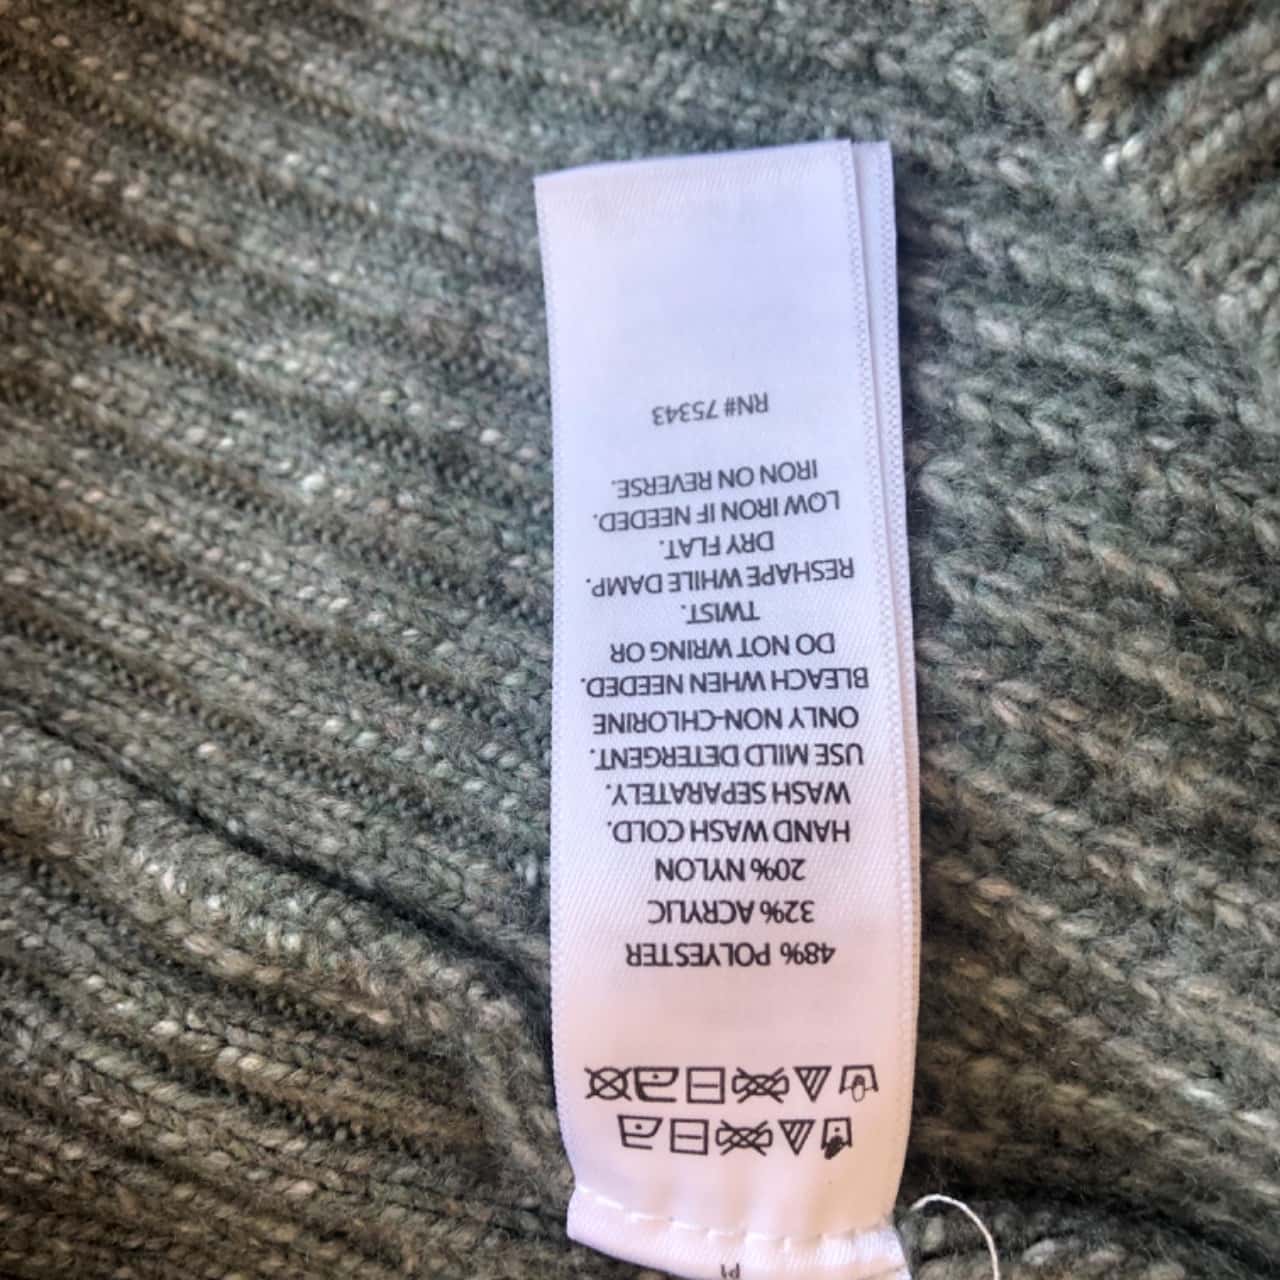 48% POLYESTER
32% ACRYLIC
20% NYLON
HAND WASH COLD.
WASH SEPARATELY.
USE MILD DETERGENT.
ONLY NON-CHLORINE
BLEACH WHEN NEEDED.
DO NOT WRING OR
TWIST.
RESHAPE WHILE DAMP.
DRY FLAT.
LOW IRON IF NEEDED.
IRON ON REVERSE.
RN# 75343